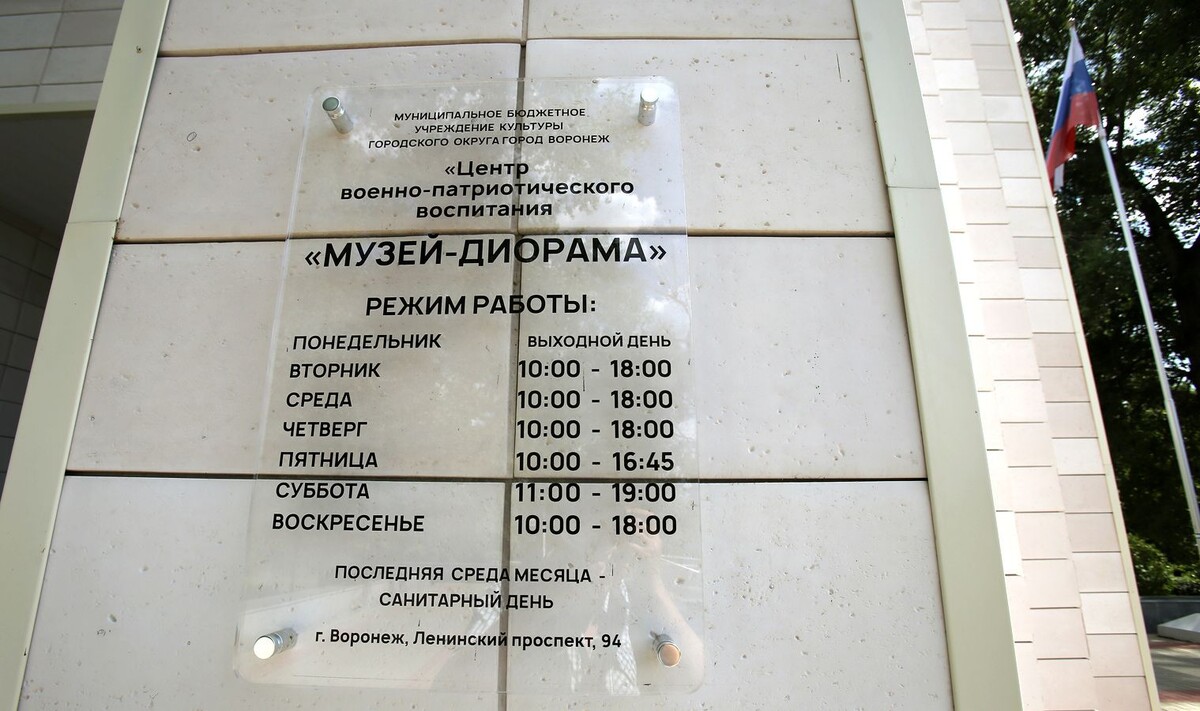 МУНИЦИПАЛЬНОЕ БЮДЖЕТНОЕ
УЧРЕЖДЕНИЕ КУЛЬТУРЫ
ГОРОДСКОГО ОКРУГА ГОРОД ВОРОНЕЖ
«Центр
военно-патриотического
воспитания
«МУЗЕЙ-ДИОРАМА»
РЕЖИМ РАБОТЫ:
ПОНЕДЕЛЬНИК ВЫХОДНОЙ ДЕНЬ
ВТОРНИК 10:00 - 18:00
СРЕДА 10:00 - 18:00
ЧЕТВЕРГ 10:00 - 18:00
ПЯТНИЦА 10:00 - 16:45
СУББОТА 11:00 - 19:00
ВОСКРЕСЕНЬЕ 10:00 - 18:00
ПОСЛЕДНЯЯ СРЕДА МЕСЯЦА -
САНИТАРНЫЙ ДЕНЬ
г. Воронеж, Ленинский проспект, 94